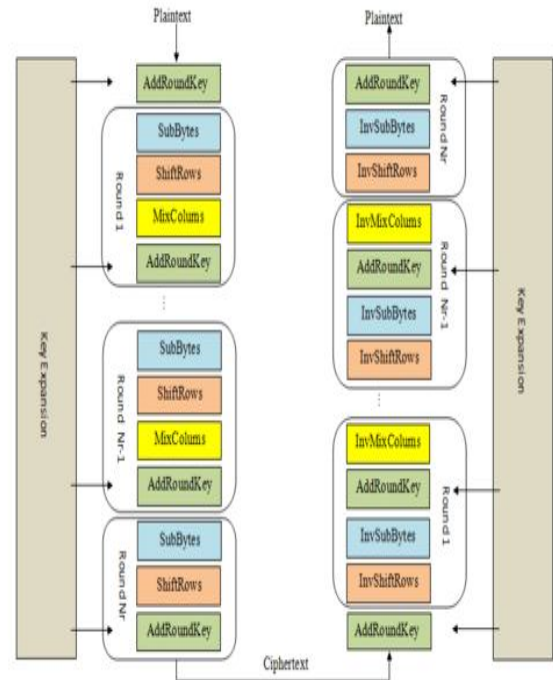 Plaintext
AddRoundKey
SubBytes
ShiftRows
MixColums
AddRoundKey
Round 1
...
SubBytes
ShiftRows
MixColums
AddRoundKey
Round Nr-1
SubBytes
ShiftRows
AddRoundKey
Round Nr
Key Expansion
Ciphertext
Plaintext
AddRoundKey
InvSubBytes
InvShiftRows
Round Nr
InvMixColums
AddRoundKey
InvSubBytes
InvShiftRows
Round Nr-1
...
InvMixColums
AddRoundKey
InvSubBytes
InvShiftRows
Round 1
AddRoundKey
Key Expansion